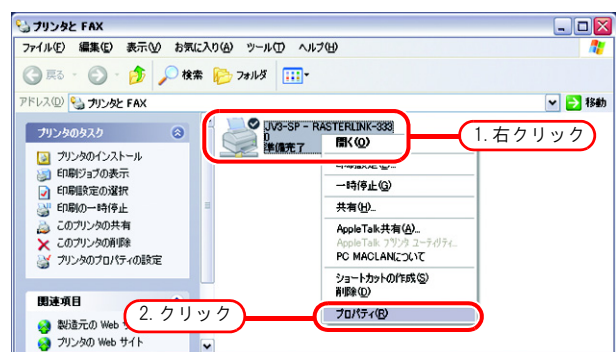 プリンタと FAX
ファイル(F) 編集(E) 表示(V) お気に入り(A) ツール(T) ヘルプ(H)
戻る 検索 フォルダ
アドレス(D) プリンタと FAX 移動
プリンタのタスク
プリンタのインストール
印刷ジョブの表示
印刷設定の選択
印刷の一時停止
このプリンタの共有
このプリンタの削除
プリンタのプロパティの設定
関連項目
製造元の Web
プリンタの Web サイト
JV3-SP - RASTERLINK-333
0
準備完了
1. 右クリック
開く(O)
一時停止(G)
共有(H)...
AppleTalk共有(A)...
AppleTalk プリンタ ユーティリティ...
PC MACLANについて
ショートカットの作成(S)
削除(D)
プロパティ(R)
2. クリック